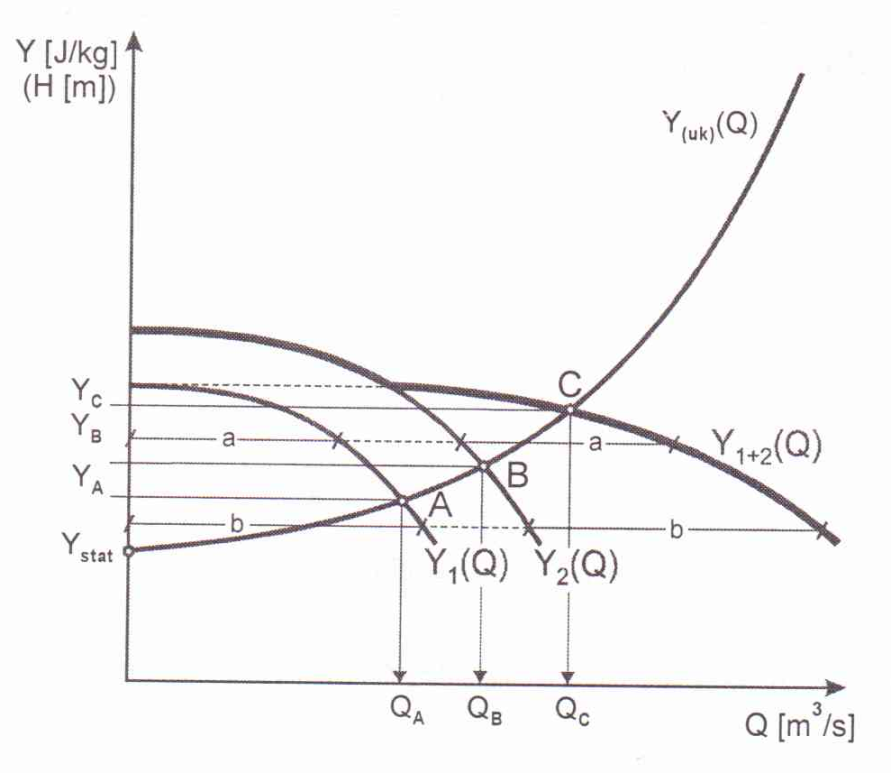 Y [J/kg]
(H [m])
Y(uk)(Q)
YC
C
YB
a
a
Y1+2(Q)
YA
B
A
b
b
Ystat
Y1(Q)
Y2(Q)
QA
QB
QC
Q [m³/s]